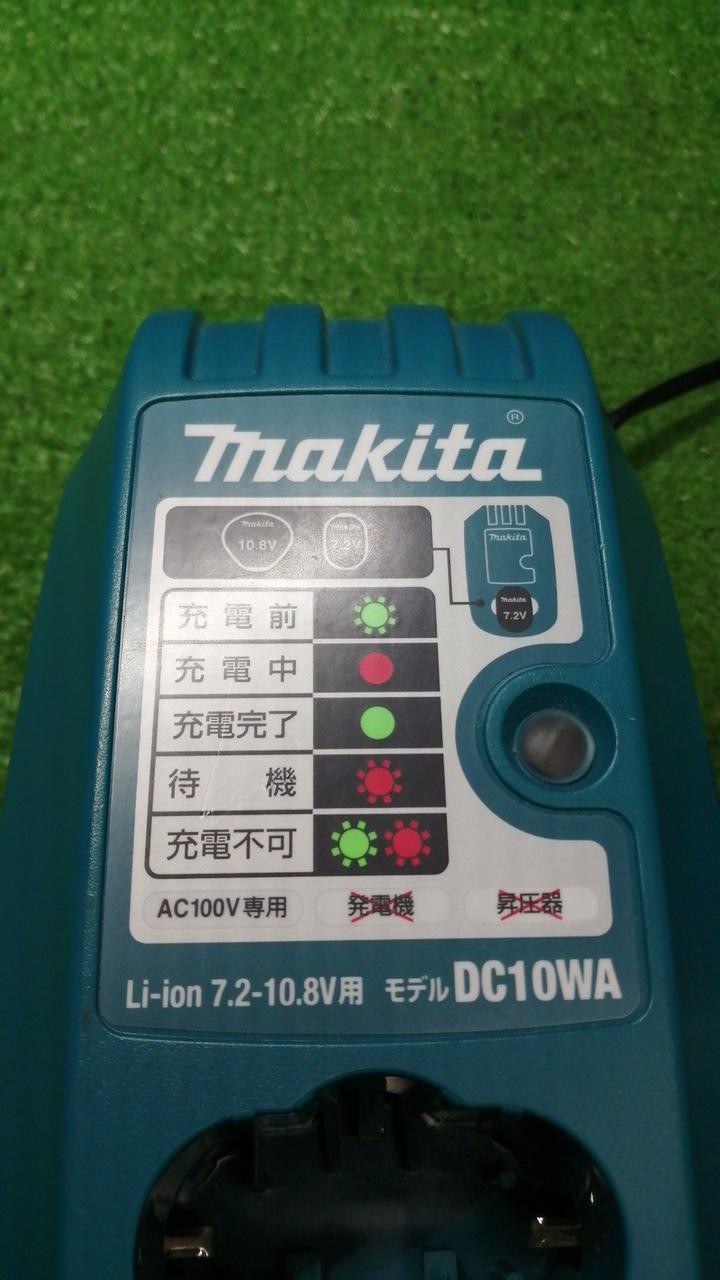 makita®
makita
10.8V
makita
7.2V
makita
makita
7.2V
充電前
充電中
充電完了
待機
充電不可
AC100V専用
発電機
昇圧器
Li-ion 7.2-10.8V用 モデル DC10WA